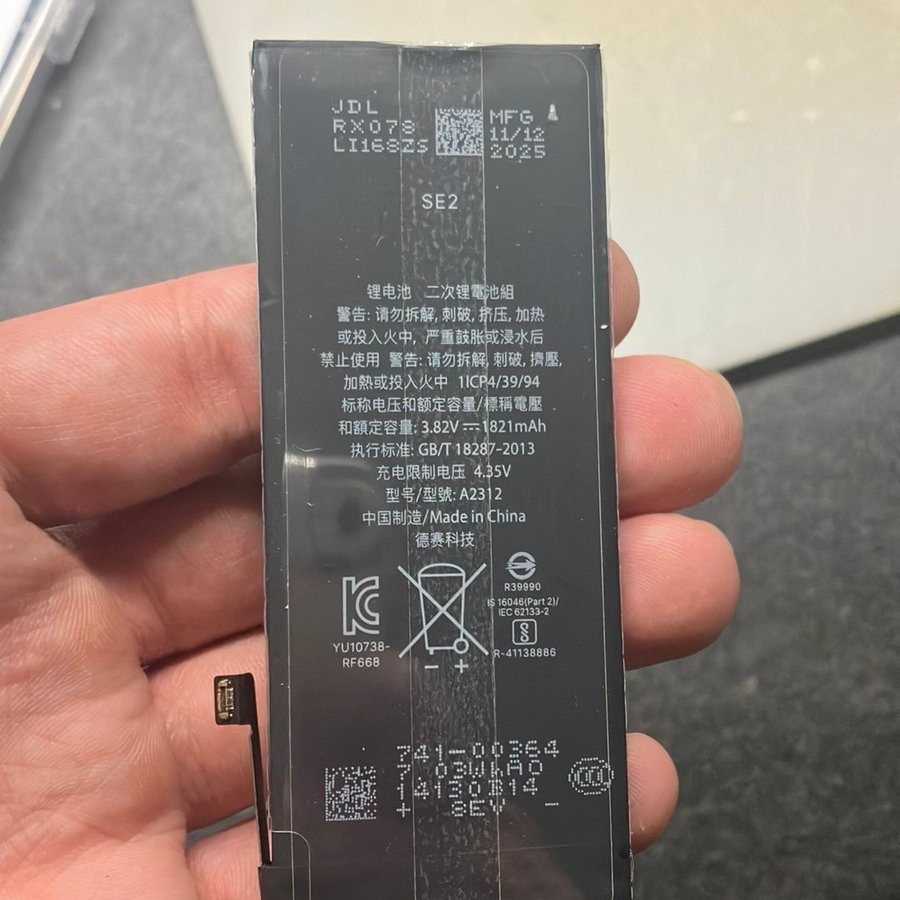 JDL
RX078
LI168ZS
MFG
11/12
2025
SE2
锂电池 二次锂電池組
警告: 请勿拆解, 刺破, 挤压, 加热
或投入火中, 严重鼓胀或浸水后
禁止使用 警告: 请勿拆解, 刺破, 擠壓,
加熱或投入火中 1ICP4/39/94
标称电压和额定容量/標稱電壓
和額定容量: 3.82V⎓1821mAh
执行标准: GB/T 18287-2013
充电限制电压 4.35V
型号/型號: A2312
中国制造/Made in China
德赛科技
R39990
IS 16046(Part 2)/
IEC 62133-2
YU10738-
RF668
R-41138886
- +
741-00364
14130314
+ -